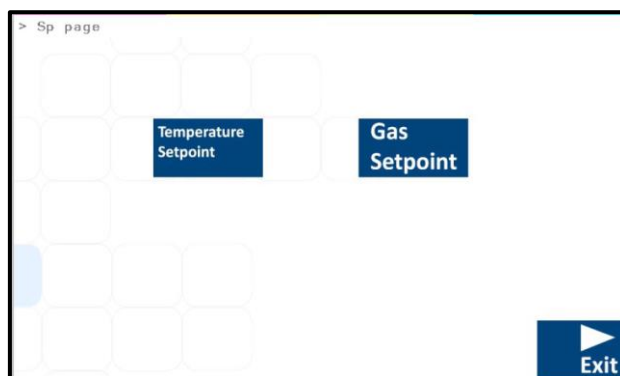 > Sp page
Temperature
Setpoint
Gas
Setpoint
Exit